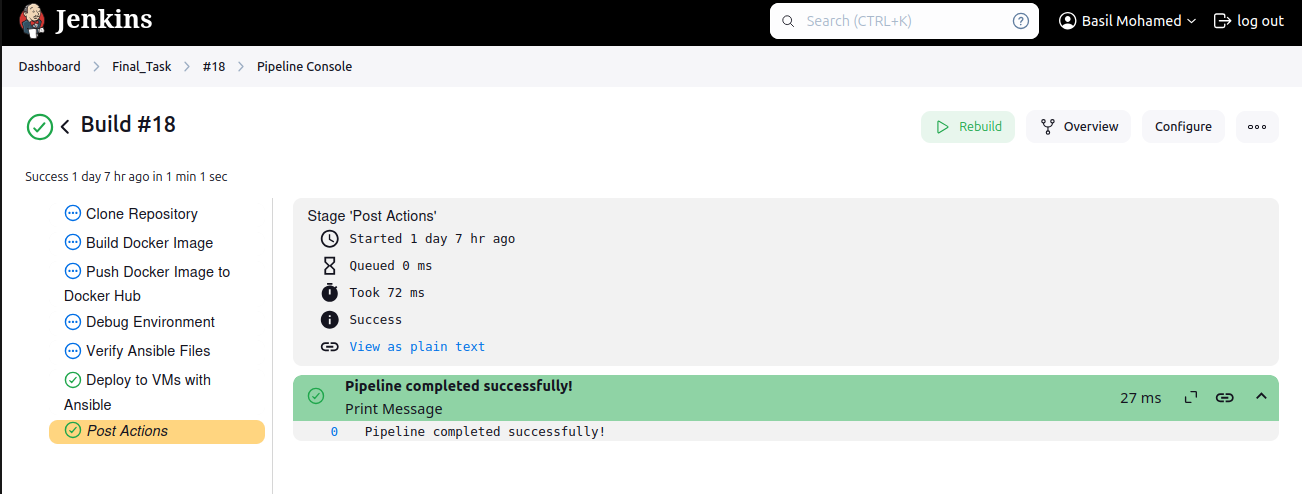 Jenkins
Search (CTRL+K)
?
Basil Mohamed
log out
Dashboard > Final_Task > #18 > Pipeline Console
Build #18
Rebuild
Overview
Configure
Success 1 day 7 hr ago in 1 min 1 sec
Clone Repository
Build Docker Image
Push Docker Image to
Docker Hub
Debug Environment
Verify Ansible Files
Deploy to VMs with
Ansible
Post Actions
Stage 'Post Actions'
Started 1 day 7 hr ago
Queued 0 ms
Took 72 ms
Success
View as plain text
Pipeline completed successfully!
Print Message
27 ms
0 Pipeline completed successfully!